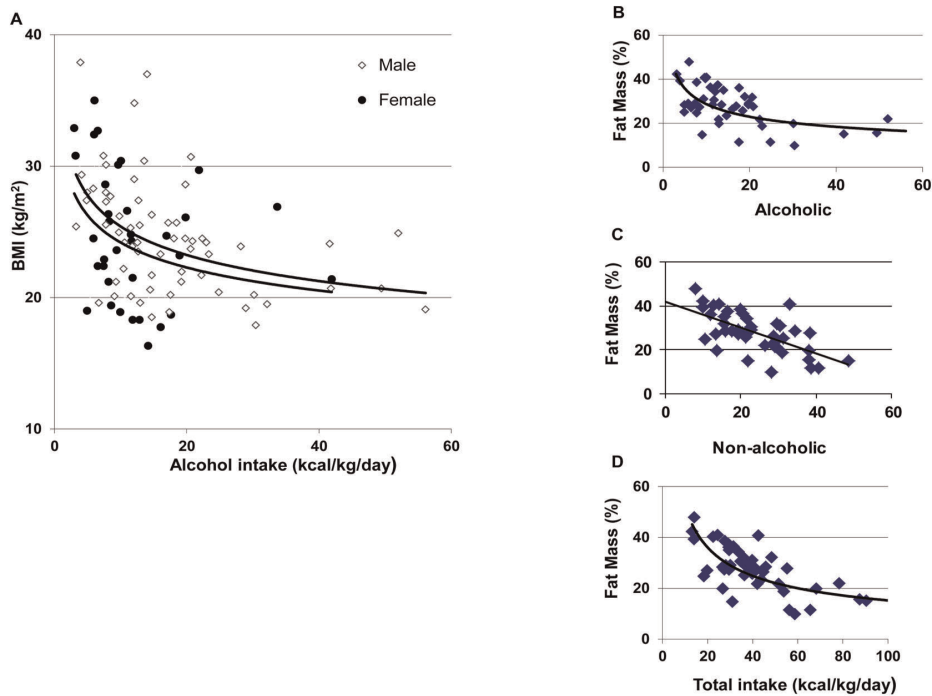 A
40
30
20
10
0
20
40
60
BMI (kg/m²)
Alcohol intake (kcal/kg/day)
Male
Female
B
60
40
20
0
0
20
40
60
Fat Mass (%)
Alcoholic
C
60
40
20
0
0
20
40
60
Fat Mass (%)
Non-alcoholic
D
60
40
20
0
0
20
40
60
80
100
Fat Mass (%)
Total intake (kcal/kg/day)